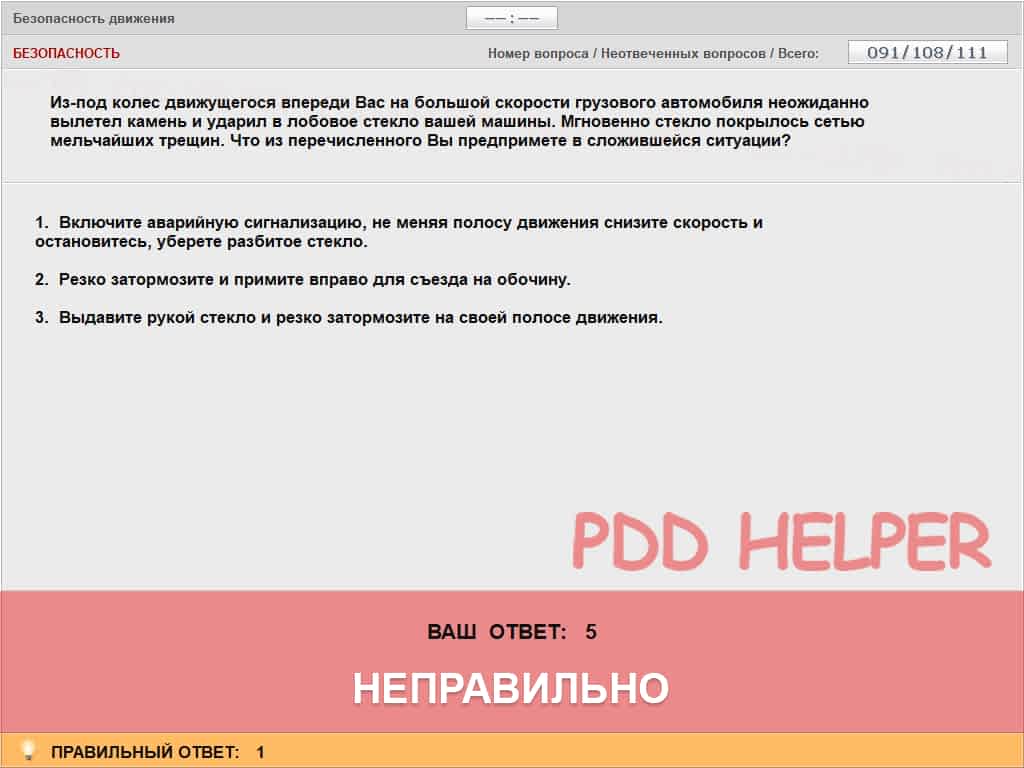 Безопасность движения
––:––
БЕЗОПАСНОСТЬ
Номер вопроса / Неотвеченных вопросов / Всего:
091/108/111
Из-под колес движущегося впереди Вас на большой скорости грузового автомобиля неожиданно
вылетел камень и ударил в лобовое стекло вашей машины. Мгновенно стекло покрылось сетью
мельчайших трещин. Что из перечисленного Вы предпримете в сложившейся ситуации?
1. Включите аварийную сигнализацию, не меняя полосу движения снизите скорость и
остановитесь, уберете разбитое стекло.
2. Резко затормозите и примите вправо для съезда на обочину.
3. Выдавите рукой стекло и резко затормозите на своей полосе движения.
PDD HELPER
ВАШ ОТВЕТ: 5
НЕПРАВИЛЬНО
ПРАВИЛЬНЫЙ ОТВЕТ: 1